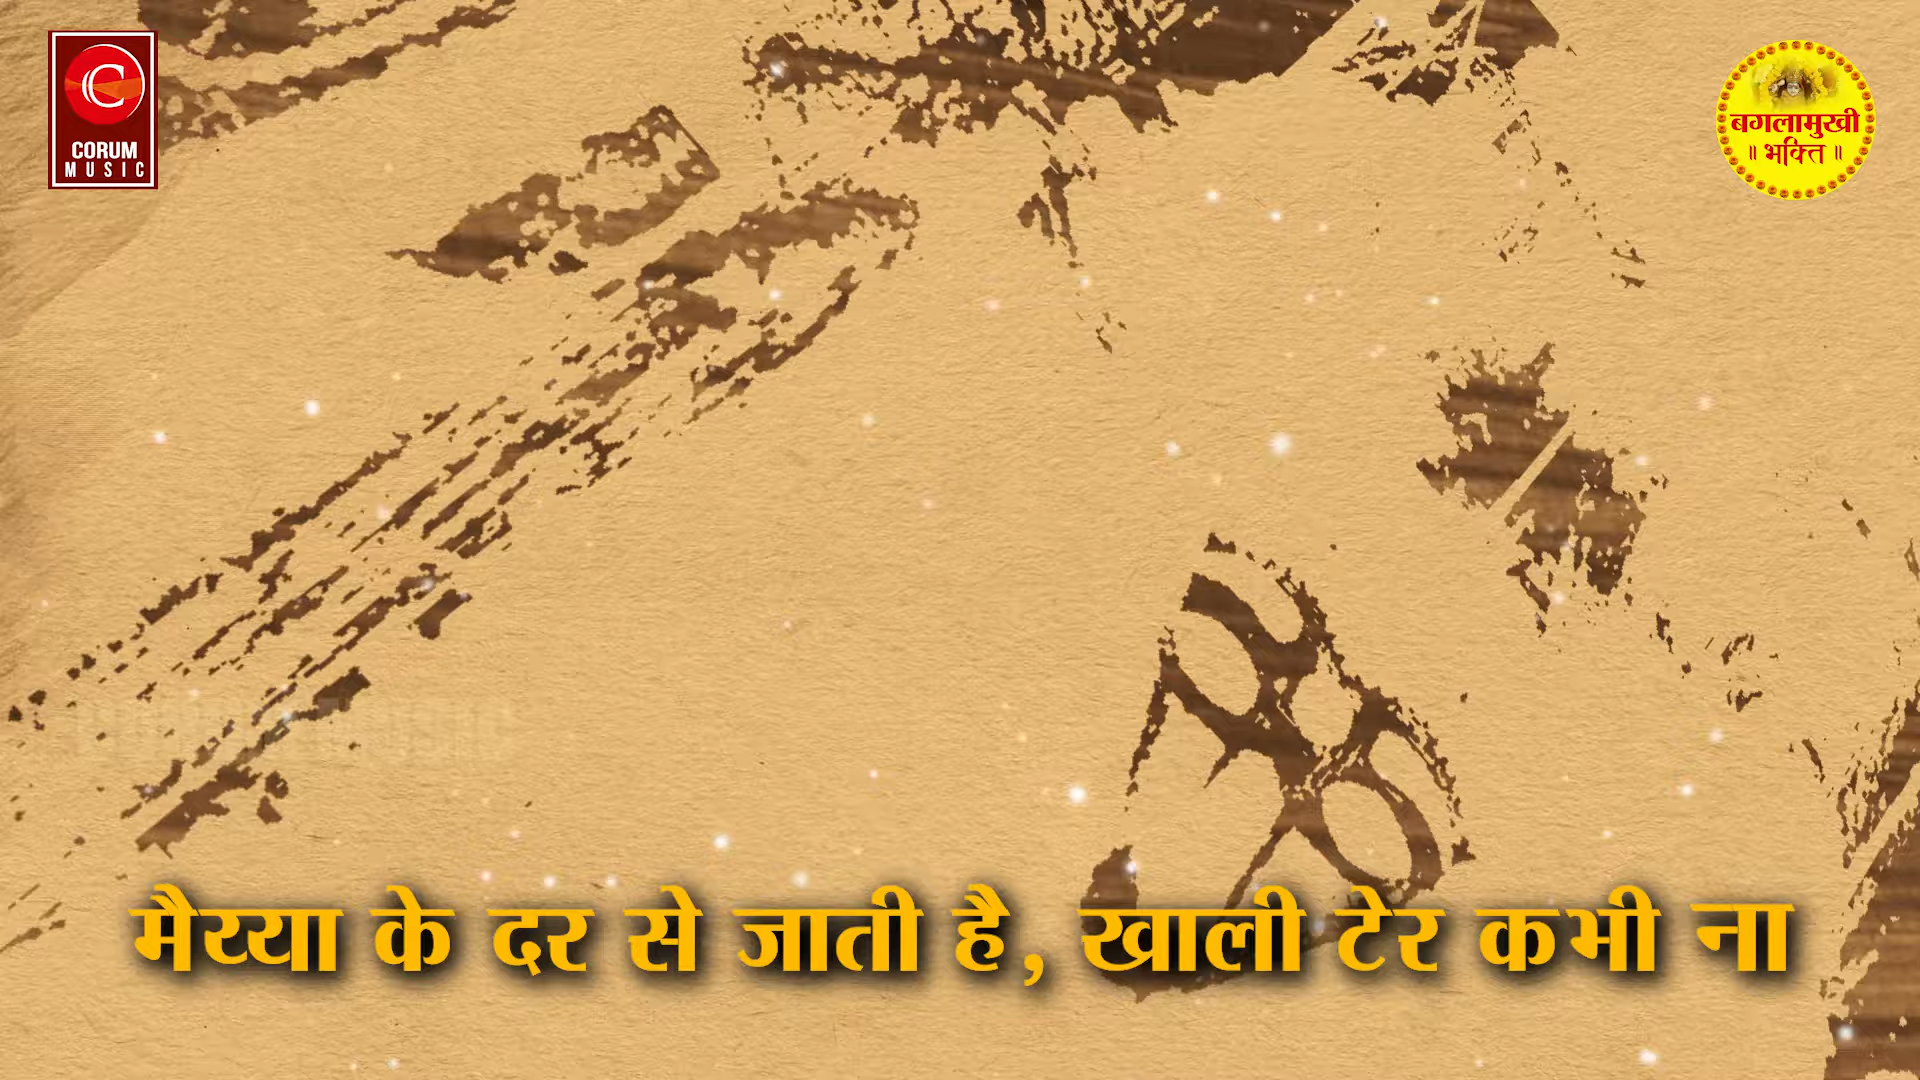 C
CORUM
MUSIC
बगलामुखी
॥ भक्ति ॥
मैय्या के दर से जाती है, खाली टेर कभी ना